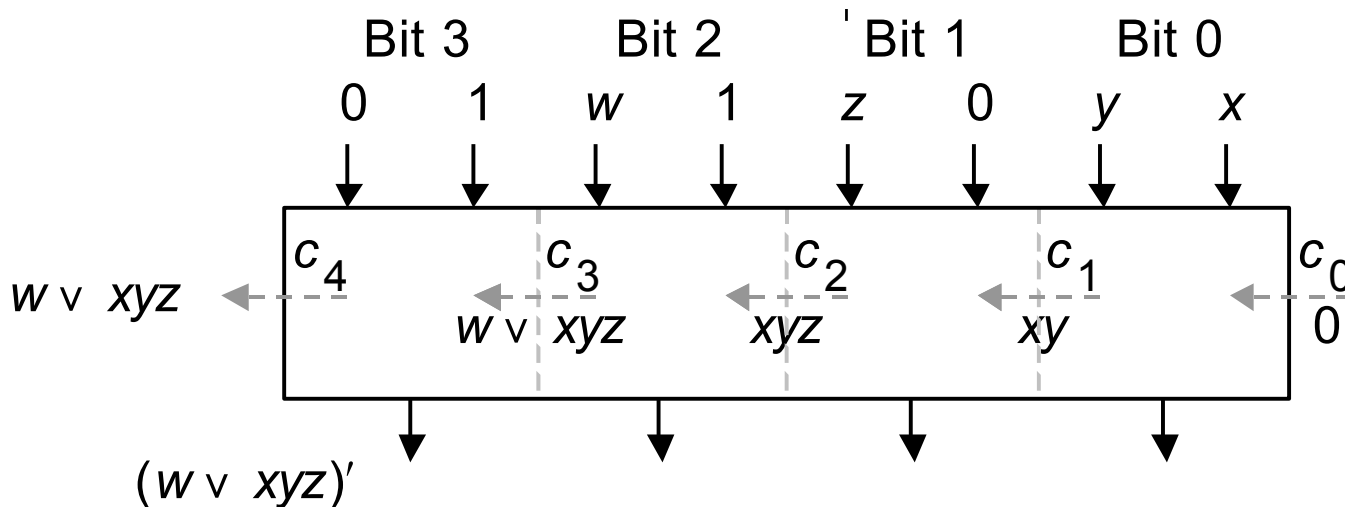 Bit 3 Bit 2 ' Bit 1 Bit 0
0 1 w 1 z 0 y x
c4 c3 c2 c1 c0
w ∨ xyz w ∨ xyz xyz xy 0
(w ∨ xyz)′